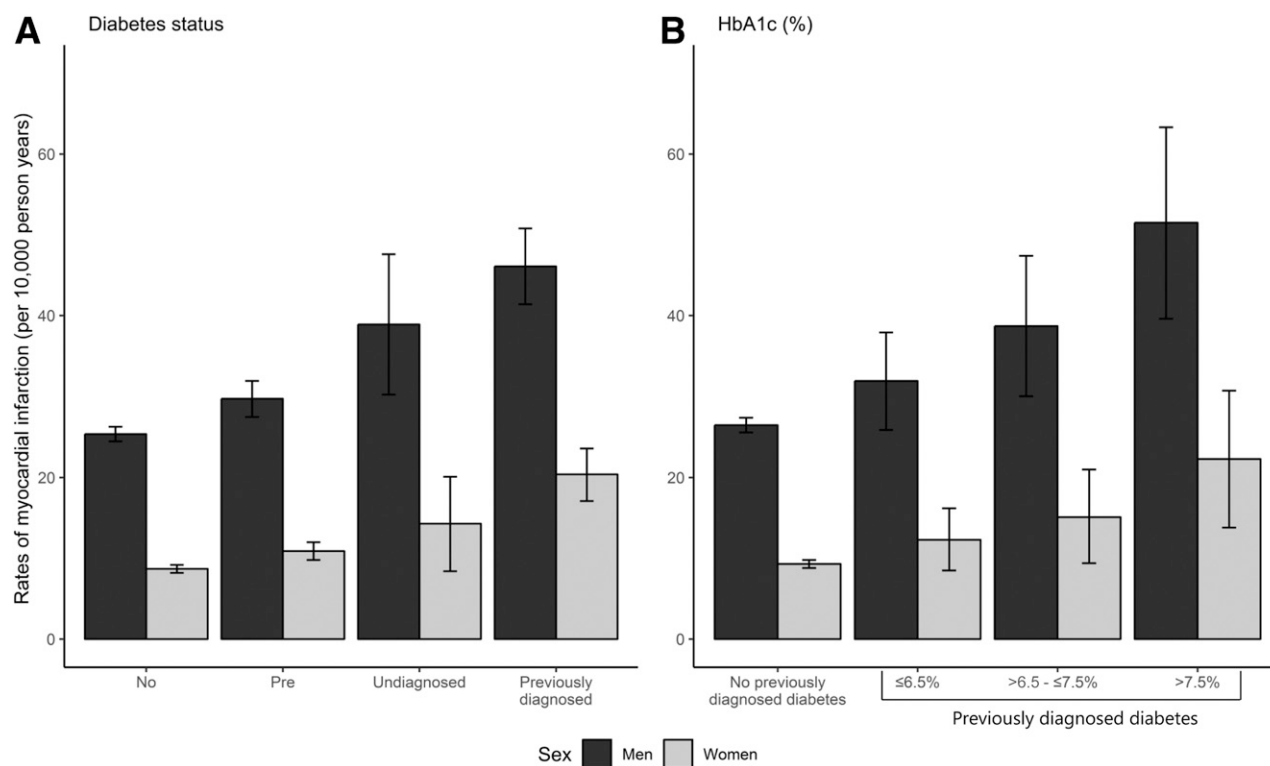 A Diabetes status
B HbA1c (%)
Rates of myocardial infarction (per 10,000 person years)
60
40
20
0
No
Pre
Undiagnosed
Previously
diagnosed
60
40
20
0
No previously
diagnosed diabetes
≤6.5%
>6.5 - ≤7.5%
>7.5%
Previously diagnosed diabetes
Sex Men Women